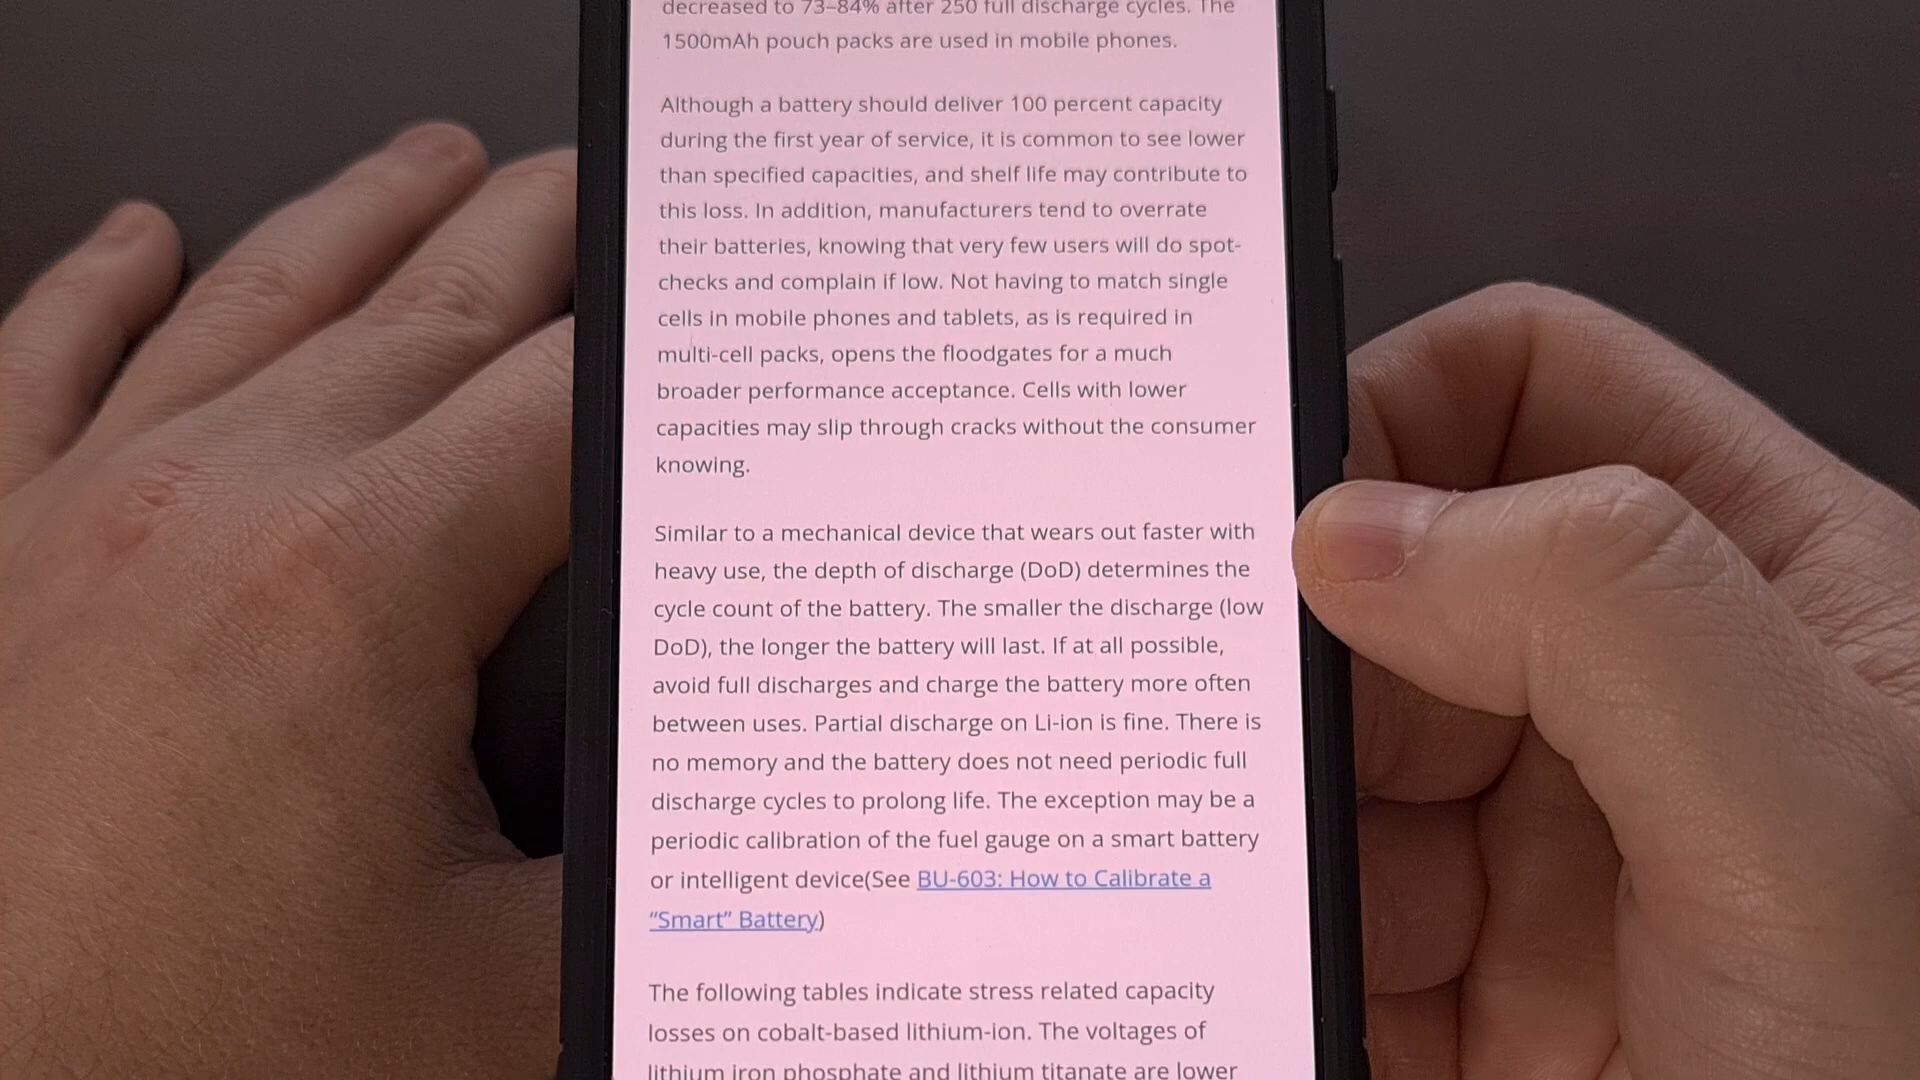 decreased to 73–84% after 250 full discharge cycles. The
1500mAh pouch packs are used in mobile phones.
Although a battery should deliver 100 percent capacity
during the first year of service, it is common to see lower
than specified capacities, and shelf life may contribute to
this loss. In addition, manufacturers tend to overrate
their batteries, knowing that very few users will do spot-
checks and complain if low. Not having to match single
cells in mobile phones and tablets, as is required in
multi-cell packs, opens the floodgates for a much
broader performance acceptance. Cells with lower
capacities may slip through cracks without the consumer
knowing.
Similar to a mechanical device that wears out faster with
heavy use, the depth of discharge (DoD) determines the
cycle count of the battery. The smaller the discharge (low
DoD), the longer the battery will last. If at all possible,
avoid full discharges and charge the battery more often
between uses. Partial discharge on Li-ion is fine. There is
no memory and the battery does not need periodic full
discharge cycles to prolong life. The exception may be a
periodic calibration of the fuel gauge on a smart battery
or intelligent device(See BU-603: How to Calibrate a
“Smart” Battery)
The following tables indicate stress related capacity
losses on cobalt-based lithium-ion. The voltages of
lithium iron phosphate and lithium titanate are lower